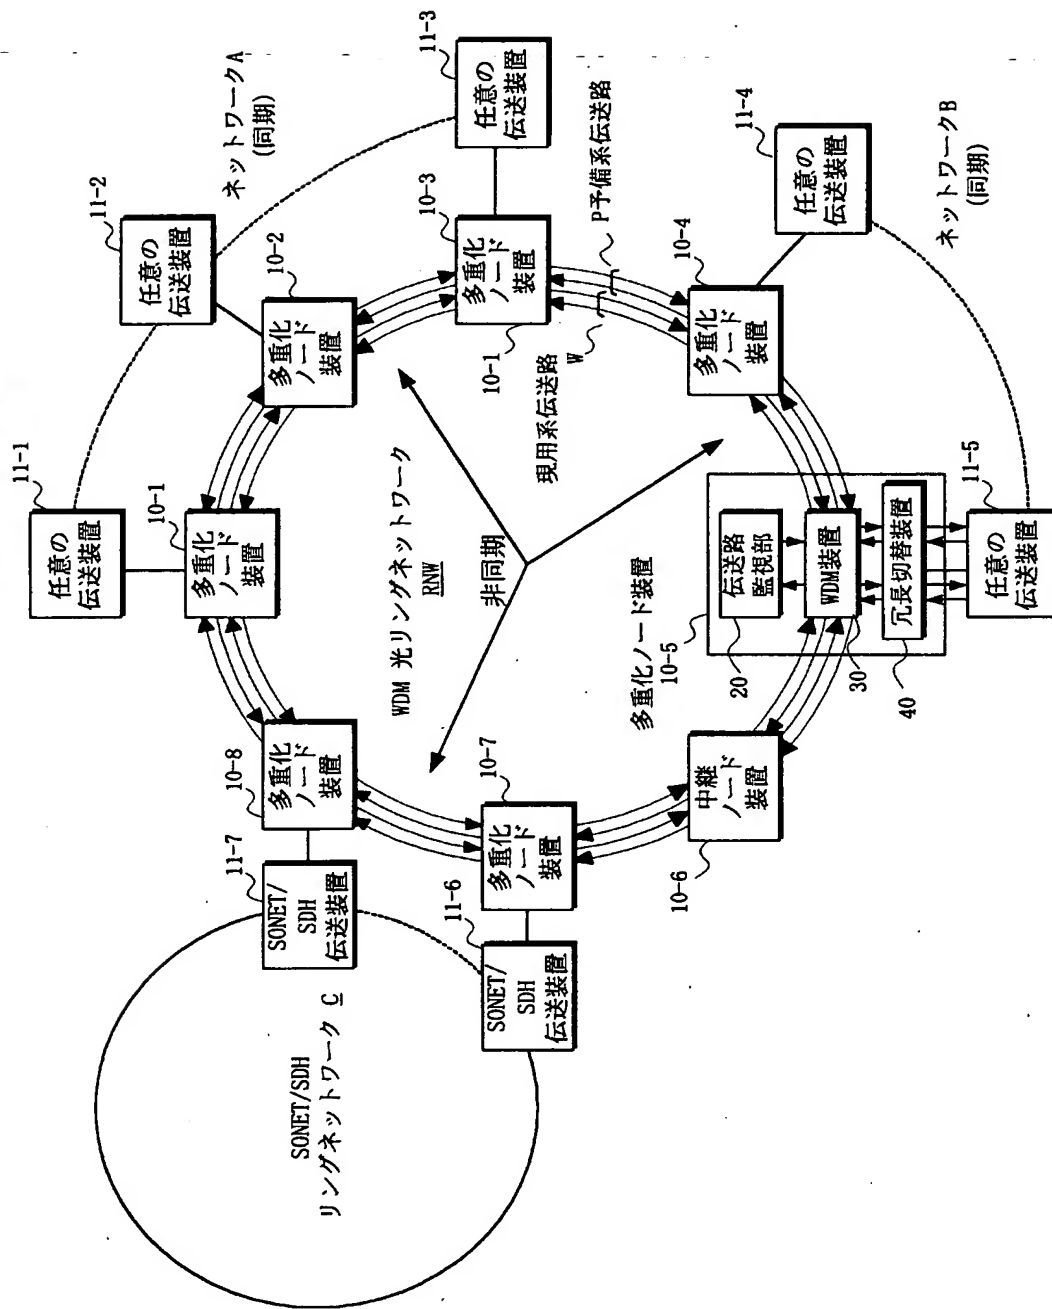 11-1
任意の
伝送装置
10-1
多重化
ノード
装置
11-2
任意の
伝送装置
ネットワークA
(同期)
10-2
多重化
ノード
装置
11-3
任意の
伝送装置
10-3
多重化
ノード
装置
10-1
現用系伝送路
W
P予備系伝送路
10-4
多重化
ノード
装置
11-4
任意の
伝送装置
ネットワークB
(同期)
WDM 光リングネットワーク
RNW
非同期
多重化ノード装置
10-5
20
伝送路
監視部
WDM装置
30
冗長切替装置
40
11-5
任意の
伝送装置
中継
ノード
装置
10-6
10-7
多重化
ノード
装置
11-6
SONET/
SDH
伝送装置
10-8
多重化
ノード
装置
11-7
SONET/
SDH
伝送装置
SONET/SDH
リングネットワーク C